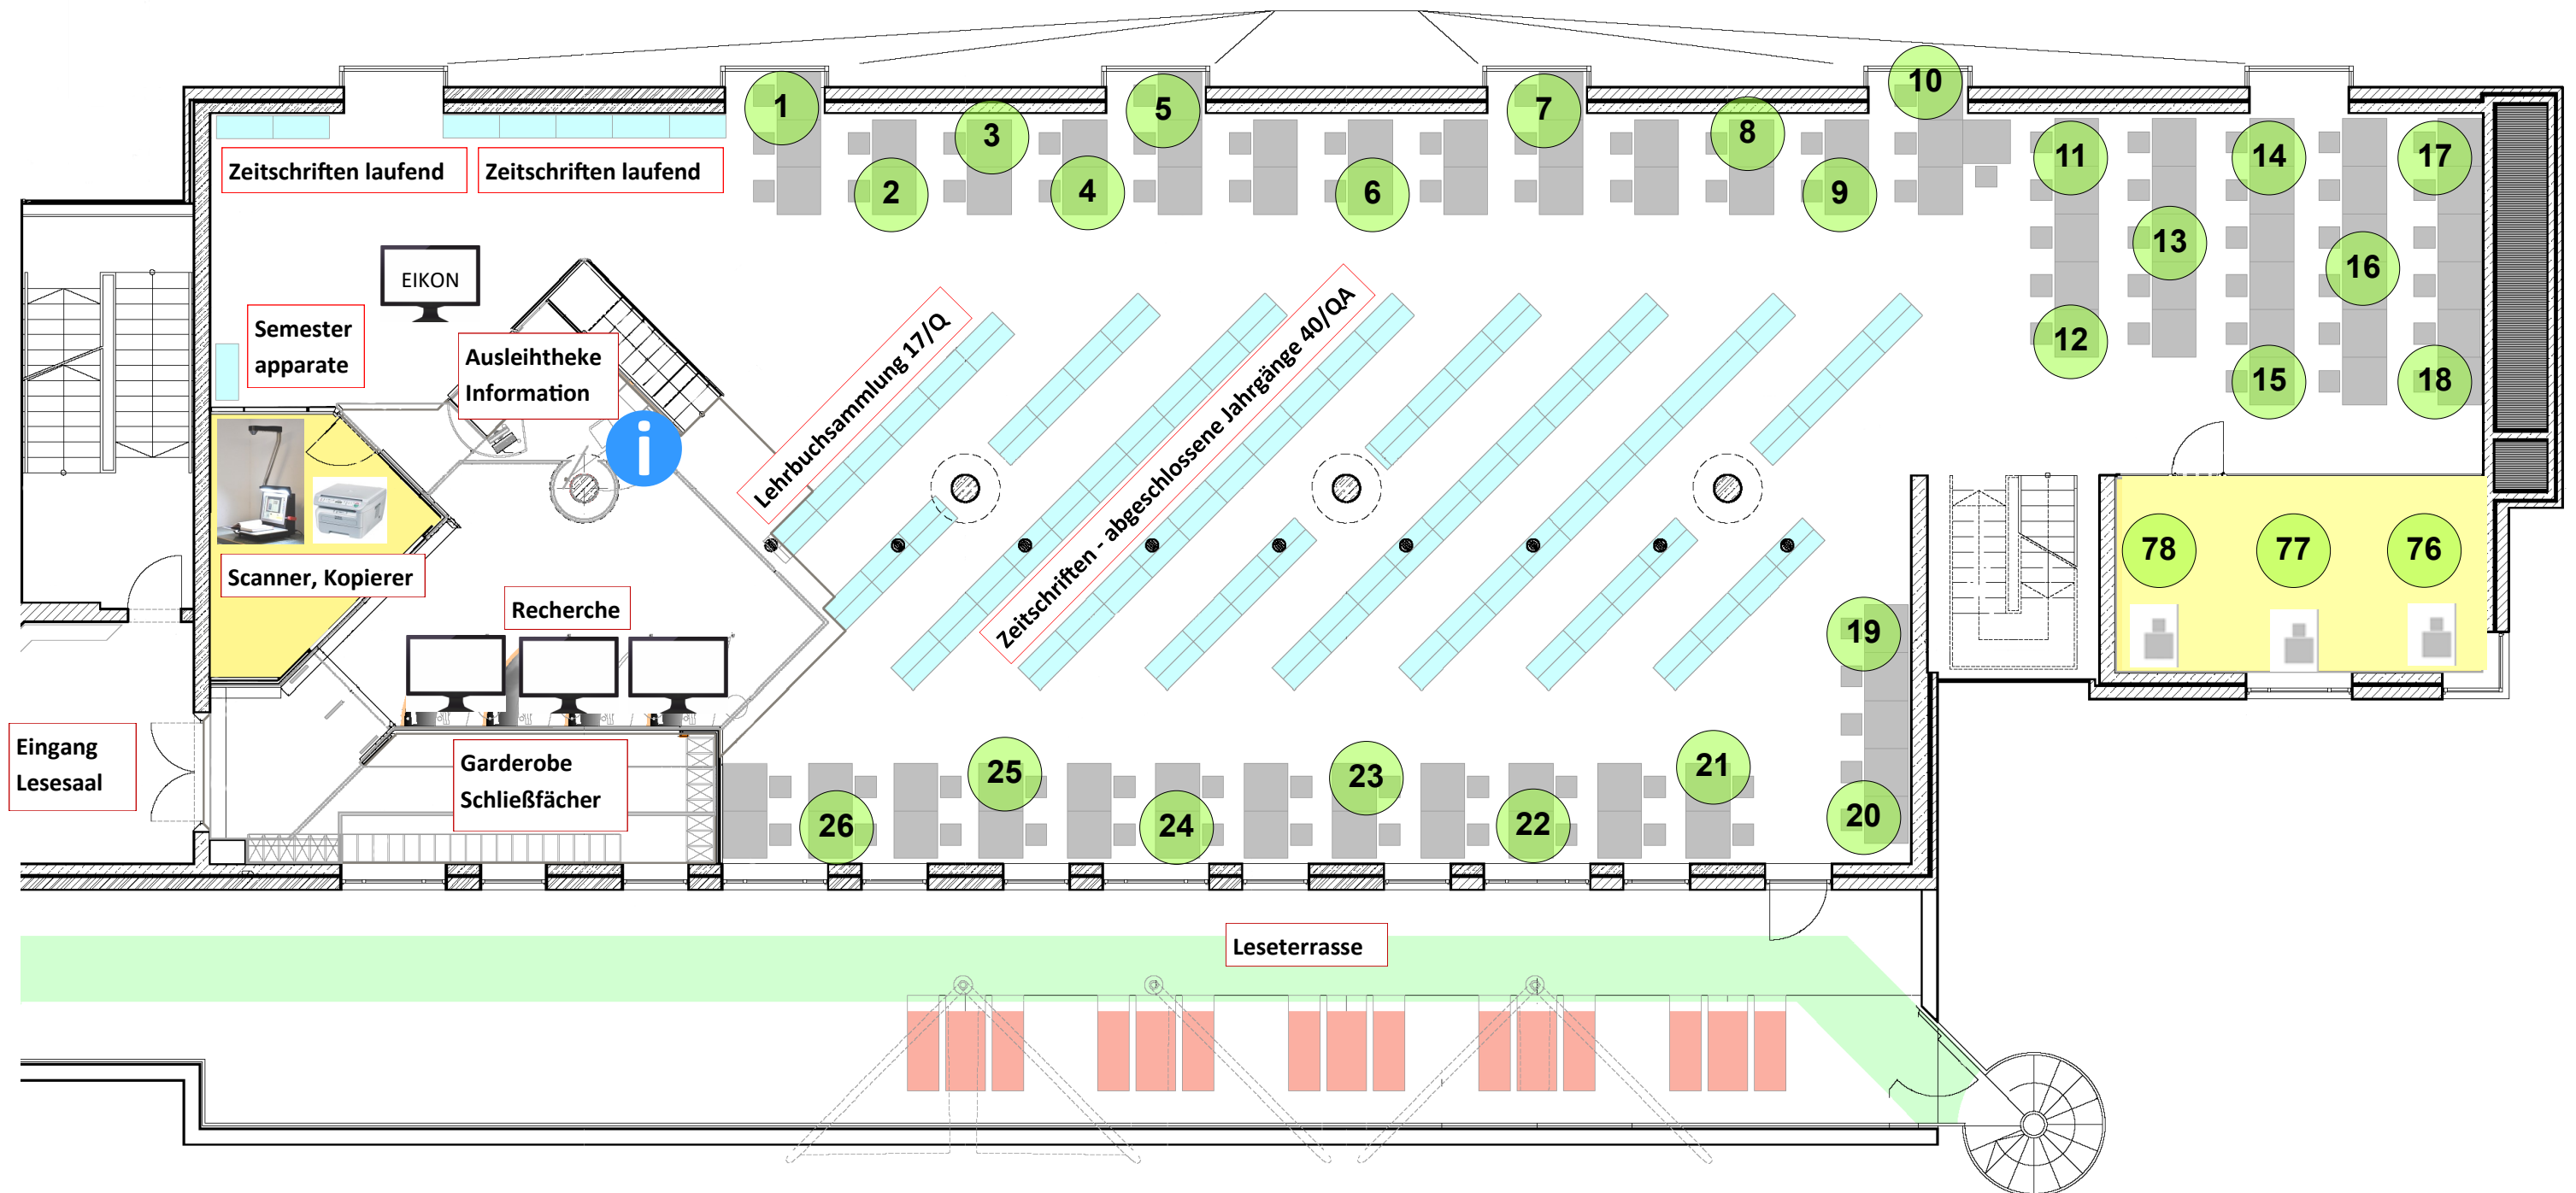 10
1
5
7
3
8
2
4
6
9
11
14
17
13
16
12
15
18
Zeitschriften laufend
Zeitschriften laufend
EIKON
Semester
apparate
Ausleihtheke
Information
i
Lehrbuchsammlung 17/Q
Zeitschriften - abgeschlossene Jahrgänge 40/QA
Scanner, Kopierer
Recherche
78
77
76
19
20
Eingang
Lesesaal
Garderobe
Schließfächer
26
25
24
23
22
21
Leseterrasse